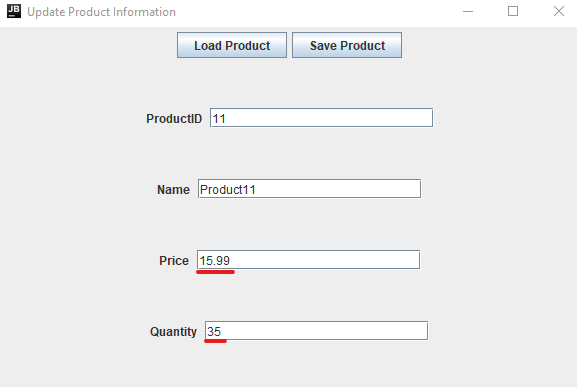 JB Update Product Information
Load Product Save Product
ProductID 11
Name Product11
Price 15.99
Quantity 35